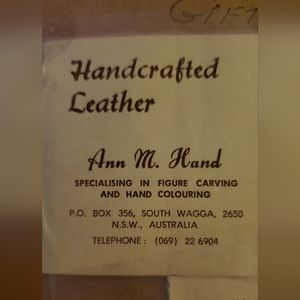 GIFT
Handcrafted
Leather
Ann M. Hand
SPECIALISING IN FIGURE CARVING
AND HAND COLOURING
P.O. BOX 356, SOUTH WAGGA, 2650
N.S.W., AUSTRALIA
TELEPHONE: (069) 22 6904